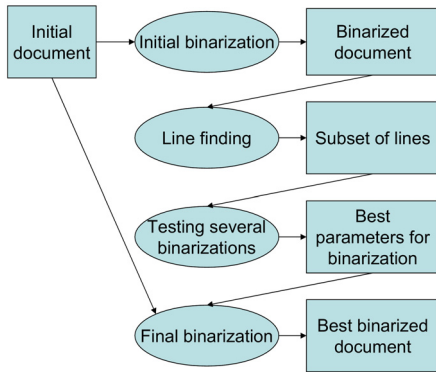 Initial
document
Initial binarization
Binarized
document
Line finding
Subset of lines
Testing several
binarizations
Best
parameters for
binarization
Final binarization
Best binarized
document